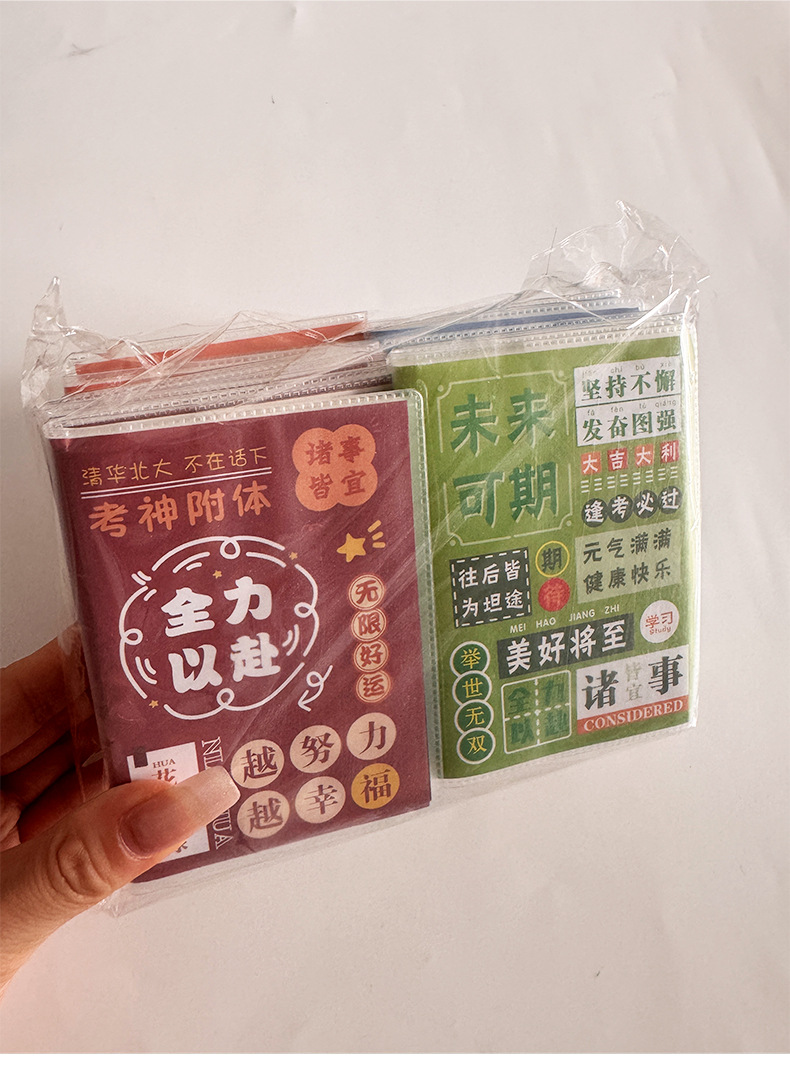 清华北大 不在话下
考神附体
诸事
皆宜
全力
以赴
无限好运
HUA
越努力
越幸福
未来
可期
jiān chí bú xiè
坚持不懈
fā fèn tú qiáng
发奋图强
大吉大利
逢考必过
元气满满
健康快乐
往后皆
为坦途
期待
MEI HAO JIANG ZHI
美好将至
学习
Study
举世无双
全力
以赴
诸皆宜事
CONSIDERED